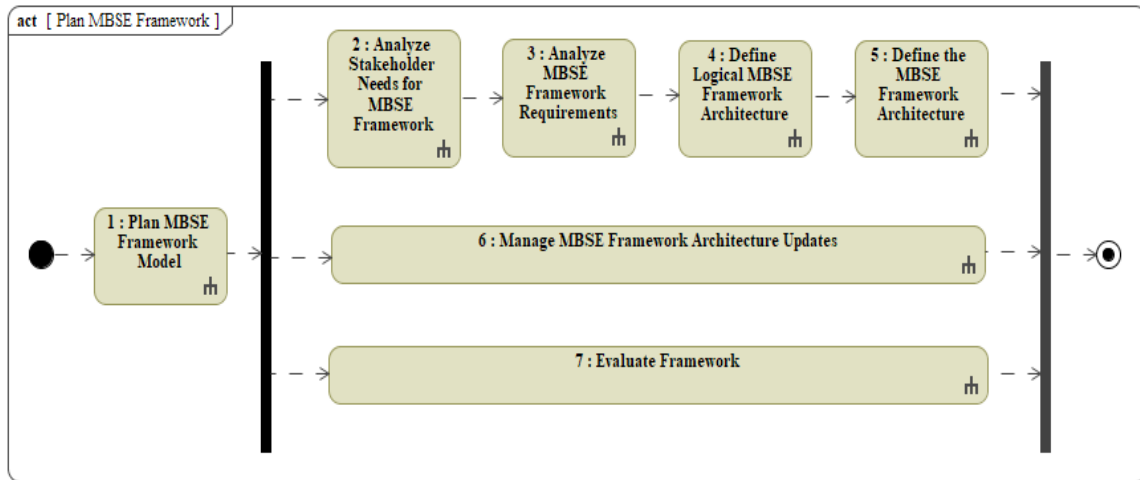 act [ Plan MBSE Framework ]
2 : Analyze
Stakeholder
Needs for
MBSE
Framework
3 : Analyze
MBSE
Framework
Requirements
4 : Define
Logical MBSE
Framework
Architecture
5 : Define the
MBSE
Framework
Architecture
1 : Plan MBSE
Framework
Model
6 : Manage MBSE Framework Architecture Updates
7 : Evaluate Framework